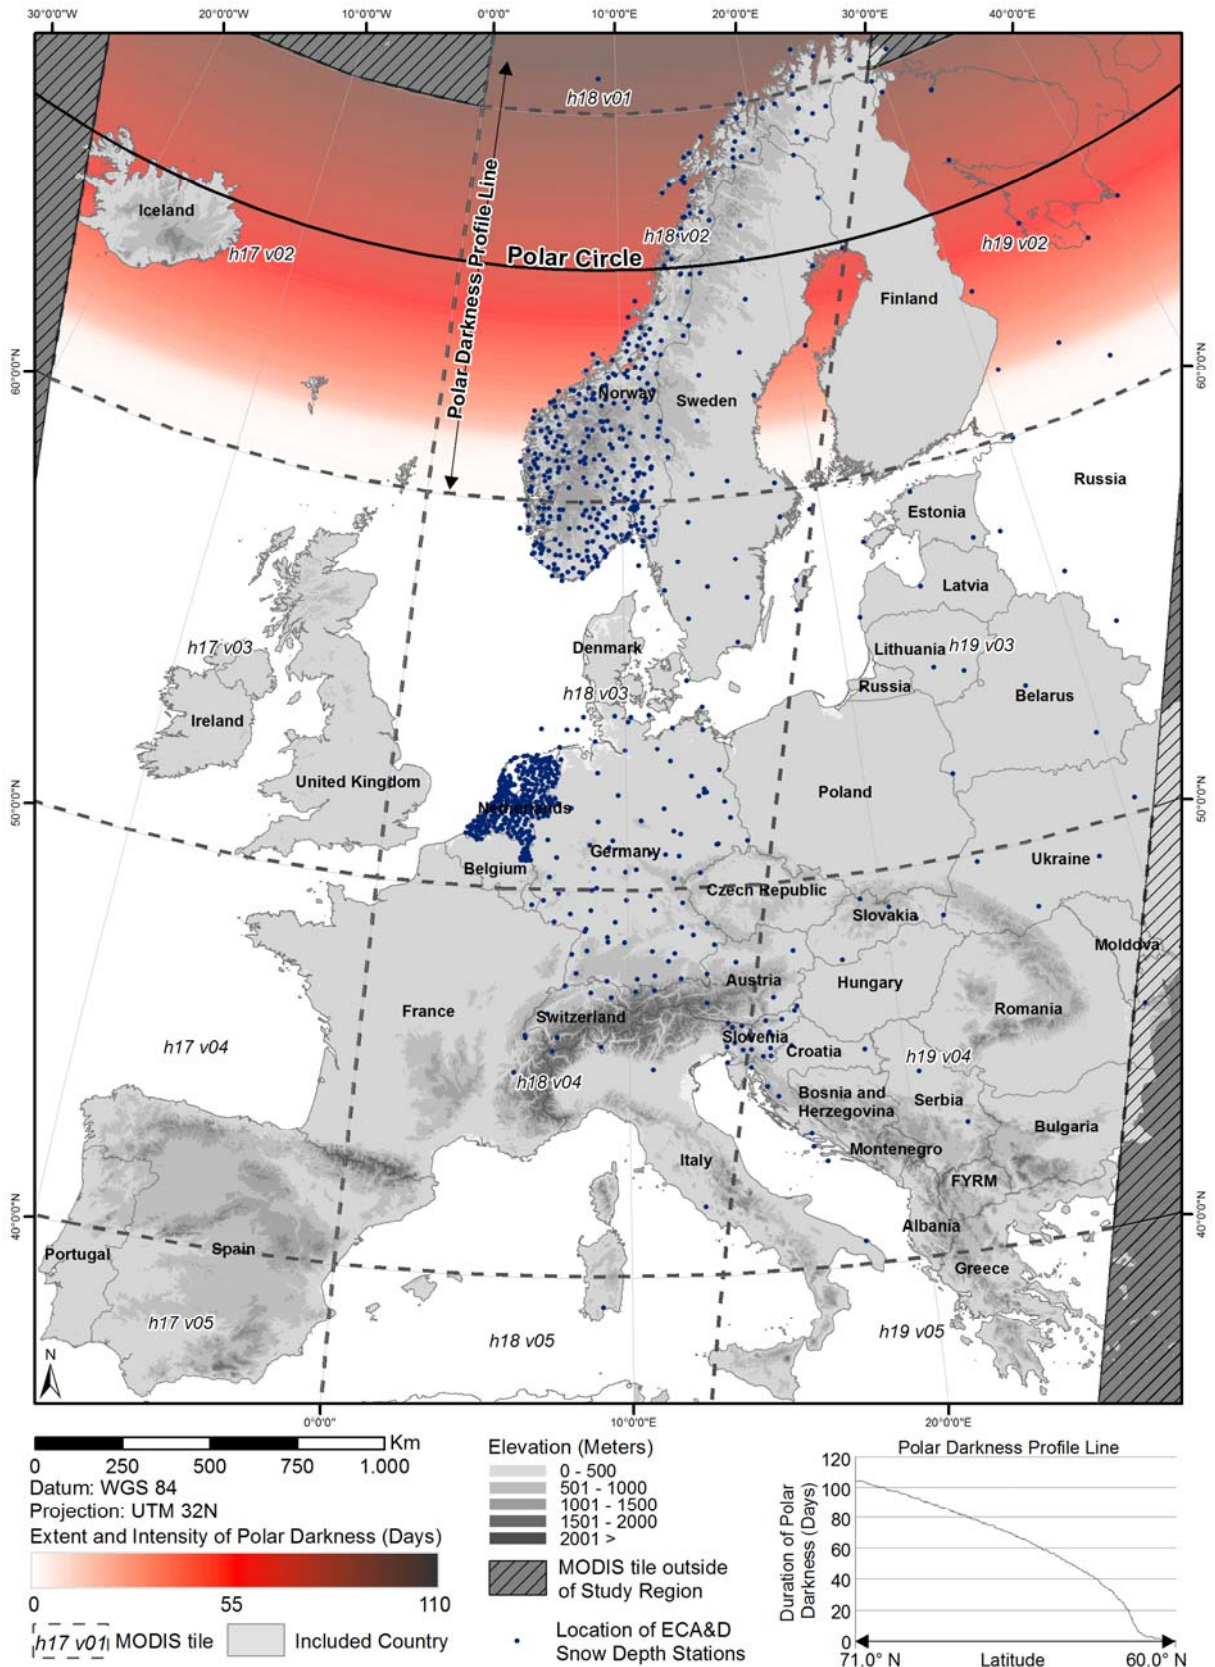 30°0'0"W
20°0'0"W
10°0'0"W
0°0'0"E
10°0'0"E
20°0'0"E
30°0'0"E
40°0'0"E
h18 v01
Polar Darkness Profile Line
Iceland
h17 v02
h18 v02
h19 v02
Polar Circle
Finland
60°0'0"N
60°0'0"N
Norway
Sweden
Russia
Estonia
Latvia
h17 v03
Denmark
Lithuania
h19 v03
Russia
h18 v03
Belarus
Ireland
United Kingdom
Netherlands
Poland
50°0'0"N
50°0'0"N
Germany
Ukraine
Belgium
Czech Republic
Slovakia
Moldova
Austria
Hungary
France
Switzerland
Romania
Slovenia
h17 v04
Croatia
h19 v04
h18 v04
Bosnia and
Herzegovina
Serbia
Bulgaria
Montenegro
Italy
FYRM
40°0'0"N
40°0'0"N
Albania
Portugal
Spain
Greece
h17 v05
h18 v05
h19 v05
N
0°0'0"
10°0'0"E
20°0'0"E
Km
0 250 500 750 1.000
Datum: WGS 84
Projection: UTM 32N
Extent and Intensity of Polar Darkness (Days)
0 55 110
h17 v01 MODIS tile
Included Country
Elevation (Meters)
0 - 500
501 - 1000
1001 - 1500
1501 - 2000
2001 >
MODIS tile outside
of Study Region
Location of ECA&D
Snow Depth Stations
Polar Darkness Profile Line
Duration of Polar
Darkness (Days)
120
100
80
60
40
20
0
71.0° N Latitude 60.0° N